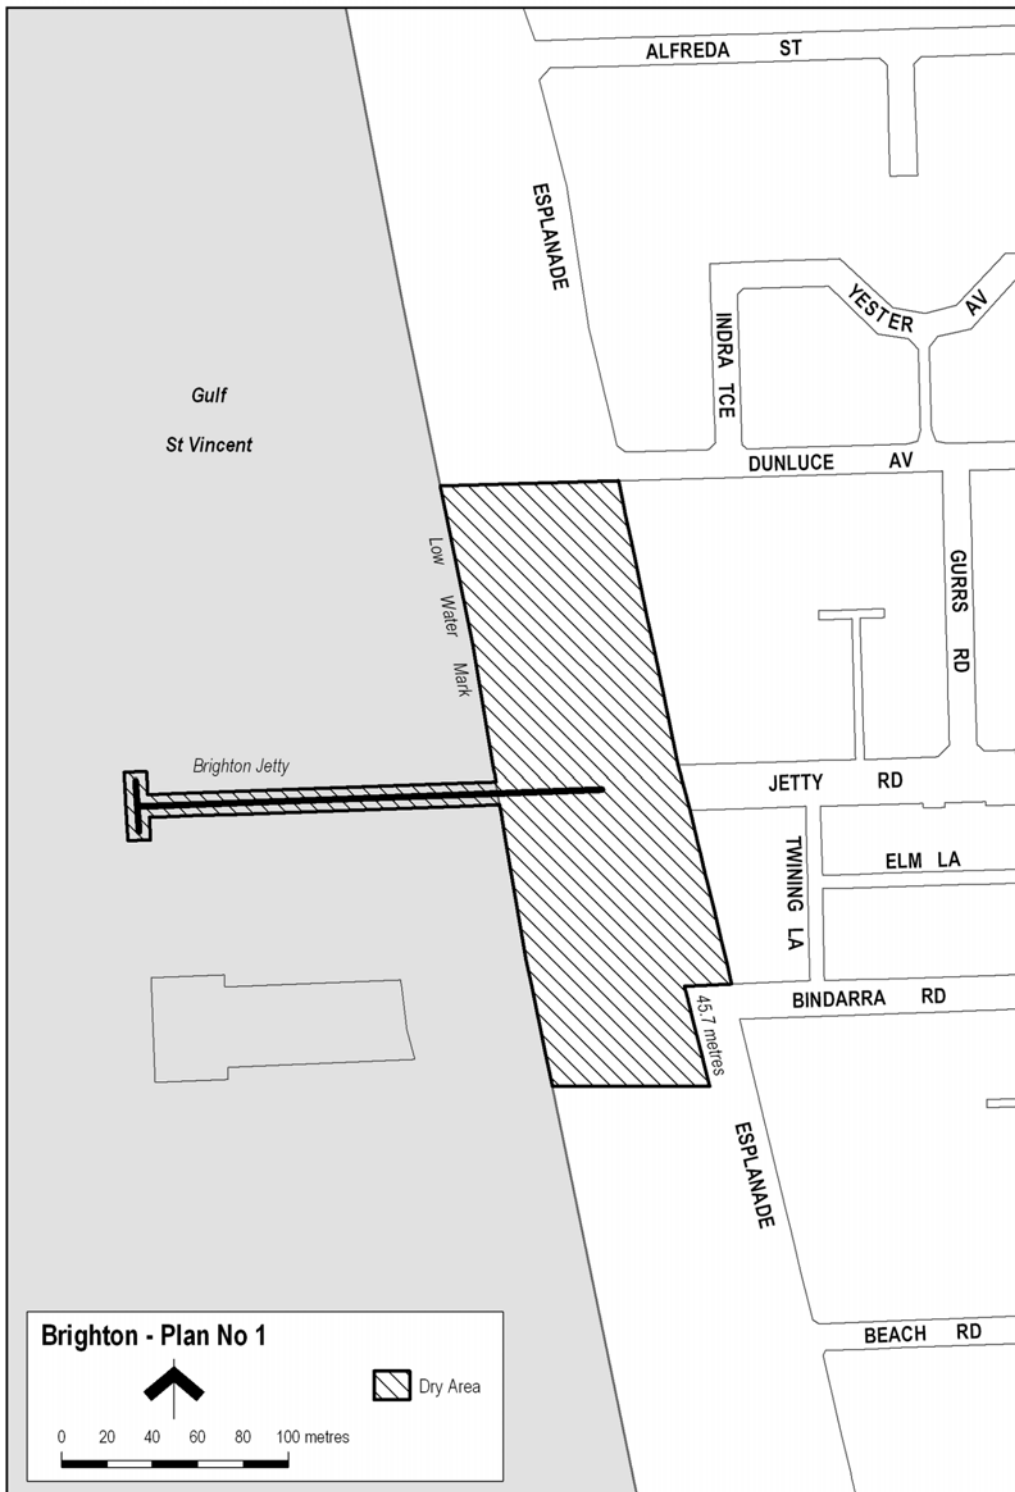 ALFREDA ST
ESPLANADE
YESTER AV
INDRA TCE
Gulf
St Vincent
DUNLUCE AV
Low Water Mark
GURRS RD
Brighton Jetty
JETTY RD
TWINING LA
ELM LA
BINDARRA RD
45.7 metres
ESPLANADE
BEACH RD
Brighton - Plan No 1
Dry Area
0 20 40 60 80 100 metres